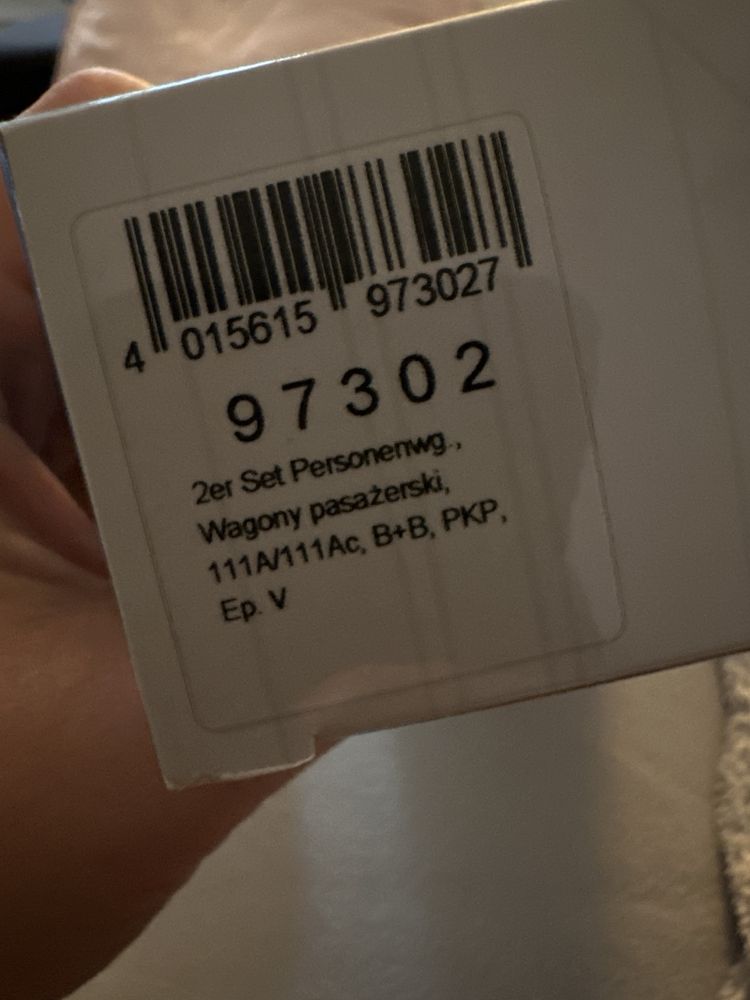 4 015615 973027
97302
2er Set Personenwg.,
Wagony pasażerski,
111A/111Ac, B+B, PKP,
Ep. V